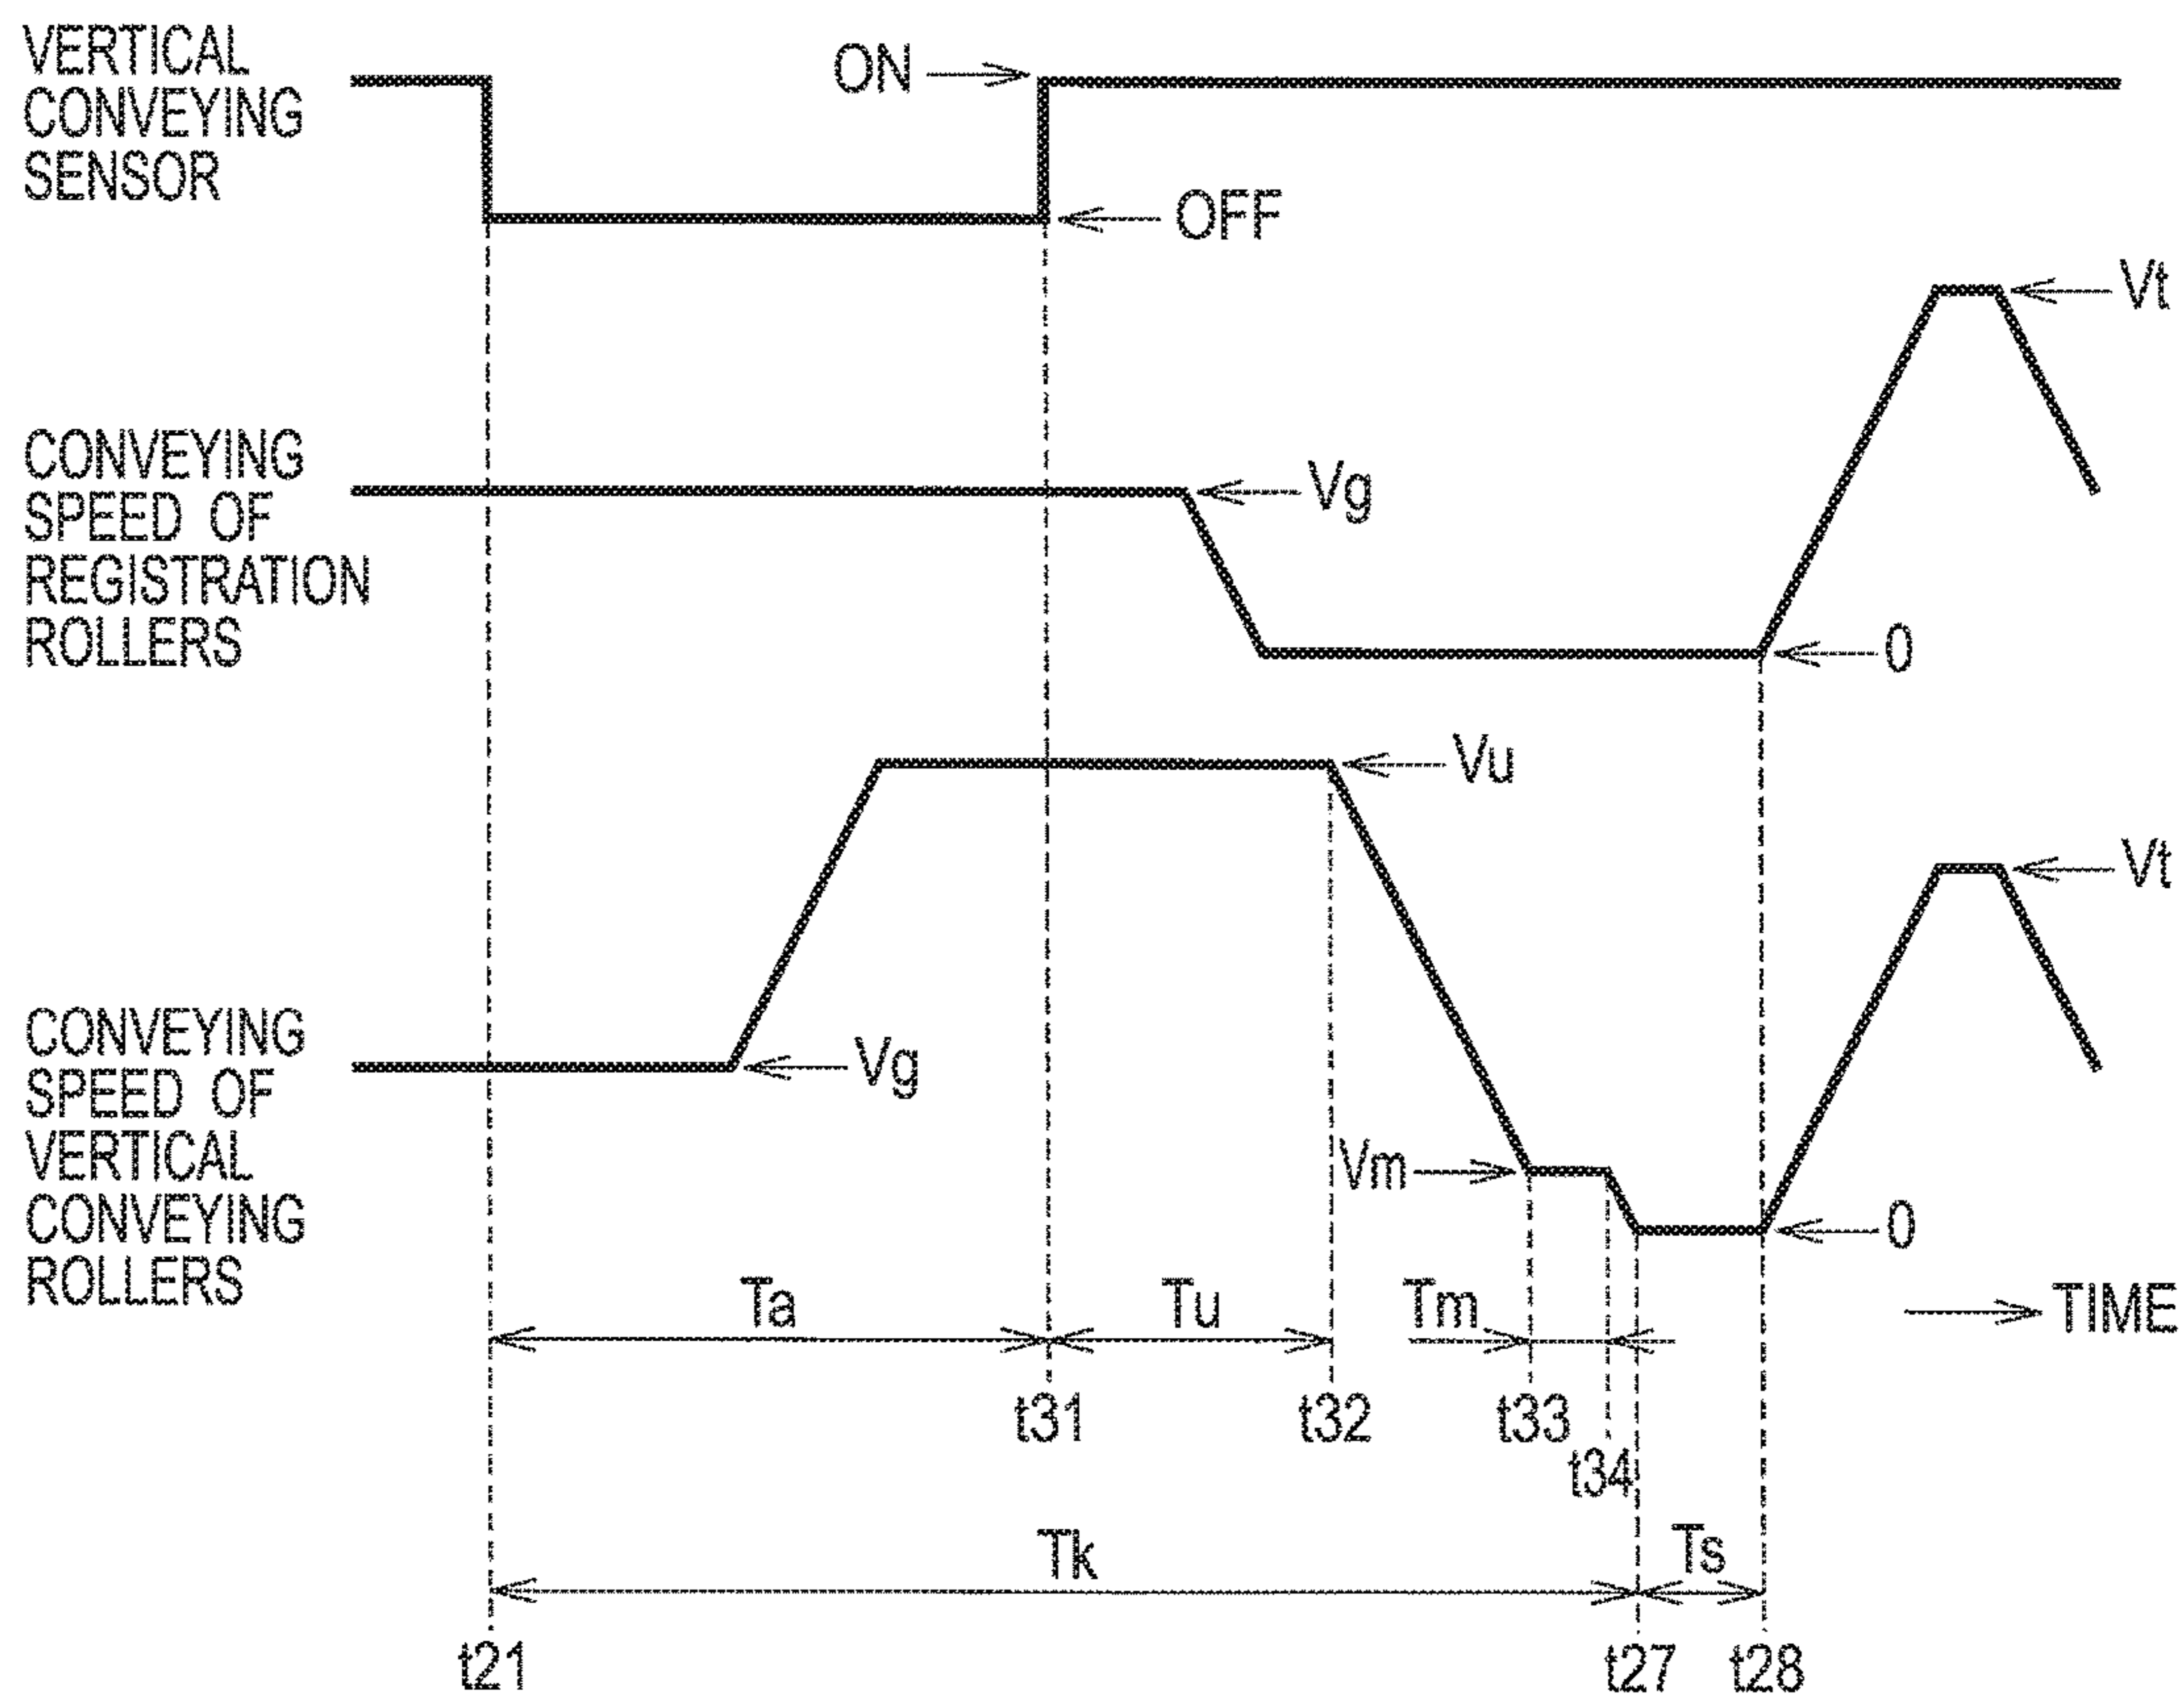 VERTICAL
CONVEYING
SENSOR
ON
OFF
Vt
CONVEYING
SPEED OF
REGISTRATION
ROLLERS
Vg
0
Vu
Vt
CONVEYING
SPEED OF
VERTICAL
CONVEYING
ROLLERS
Vg
Vm
0
Ta
Tu
Tm
TIME
t31
t32
t33
t34
Tk
Ts
t21
t27
t28